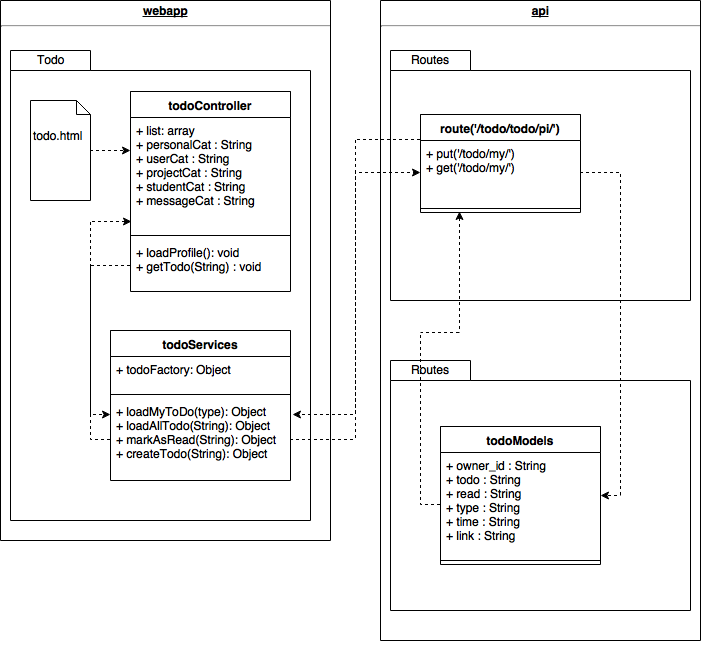 webapp
Todo
todo.html
todoController
+ list: array
+ personalCat : String
+ userCat : String
+ projectCat : String
+ studentCat : String
+ messageCat : String
+ loadProfile(): void
+ getTodo(String) : void
todoServices
+ todoFactory: Object
+ loadMyToDo(type): Object
+ loadAllTodo(String): Object
+ markAsRead(String): Object
+ createTodo(String): Object
api
Routes
route('/todo/todo/pi/')
+ put('/todo/my/')
+ get('/todo/my/')
Routes
todoModels
+ owner_id : String
+ todo : String
+ read : String
+ type : String
+ time : String
+ link : String